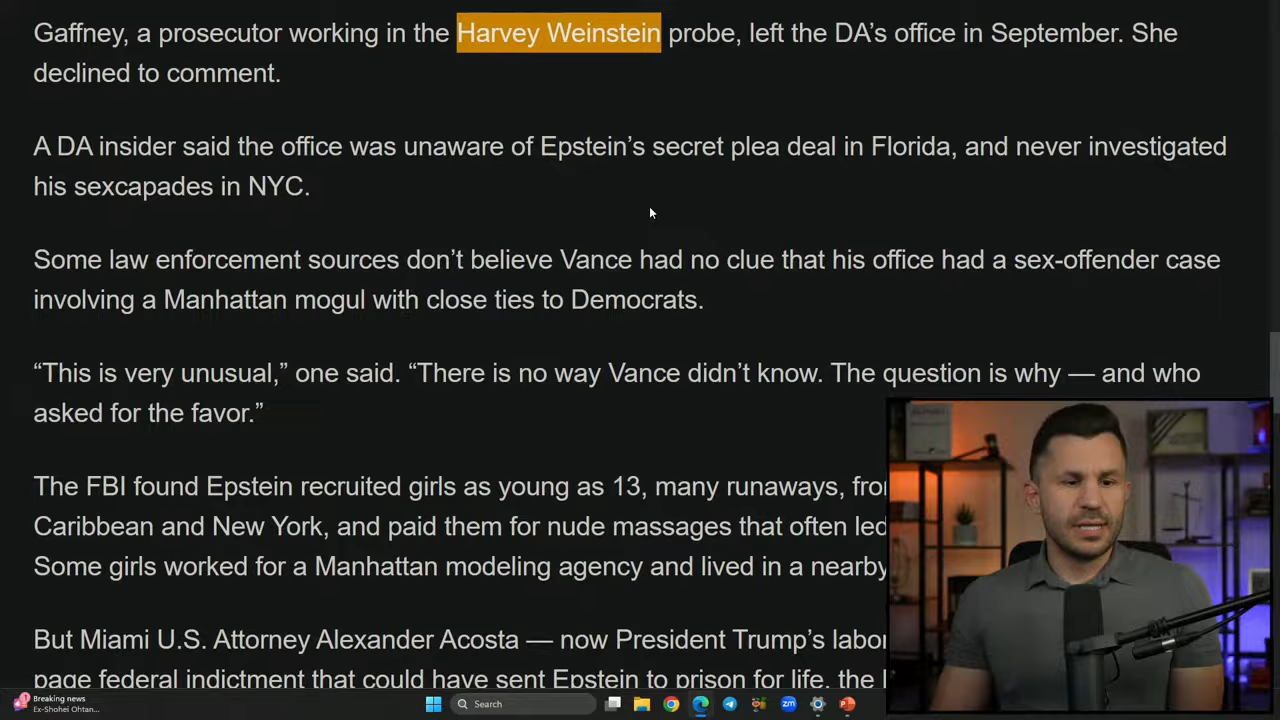 Gaffney, a prosecutor working in the Harvey Weinstein probe, left the DA’s office in September. She
declined to comment.
A DA insider said the office was unaware of Epstein’s secret plea deal in Florida, and never investigated
his sexcapades in NYC.
Some law enforcement sources don’t believe Vance had no clue that his office had a sex-offender case
involving a Manhattan mogul with close ties to Democrats.
“This is very unusual,” one said. “There is no way Vance didn’t know. The question is why — and who
asked for the favor.”
The FBI found Epstein recruited girls as young as 13, many runaways,
Caribbean and New York, and paid them for nude massages that often
Some girls worked for a Manhattan modeling agency and lived in a nearby
But Miami U.S. Attorney Alexander Acosta — now President Trump’s
page federal indictment that could have sent Epstein to prison for life, the
1
Breaking news
Ex-Shohei Ohtan...
Search
zm